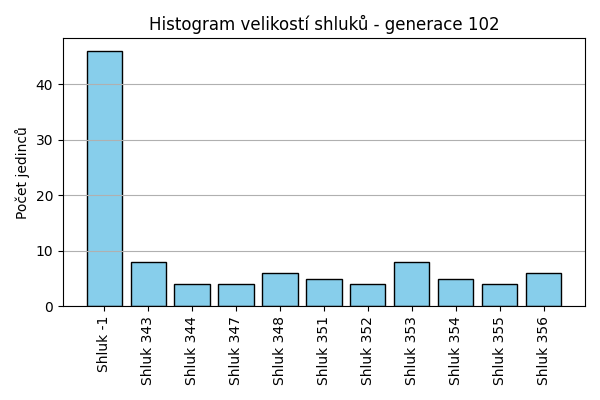 Histogram velikostí shluků - generace 102
Počet jedinců
40
30
20
10
0
Shluk -1
Shluk 343
Shluk 344
Shluk 347
Shluk 348
Shluk 351
Shluk 352
Shluk 353
Shluk 354
Shluk 355
Shluk 356